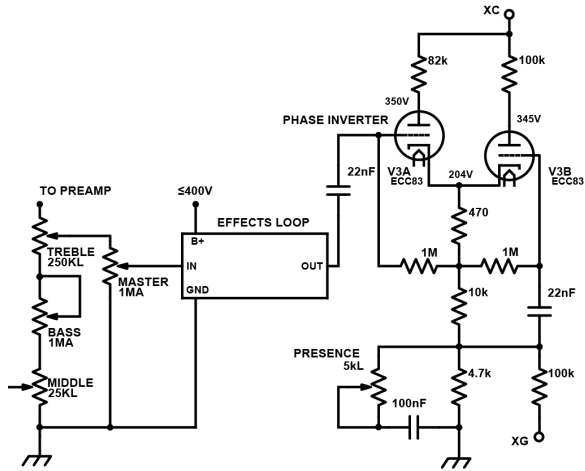 XC
82k
100k
350V
345V
PHASE INVERTER
V3A
ECC83
V3B
ECC83
22nF
204V
TO PREAMP
≤400V
EFFECTS LOOP
470
B+
TREBLE
250KL
IN
OUT
MASTER
1MA
GND
1M
1M
10k
22nF
BASS
1MA
PRESENCE
5kL
MIDDLE
25KL
4.7k
100k
100nF
XG